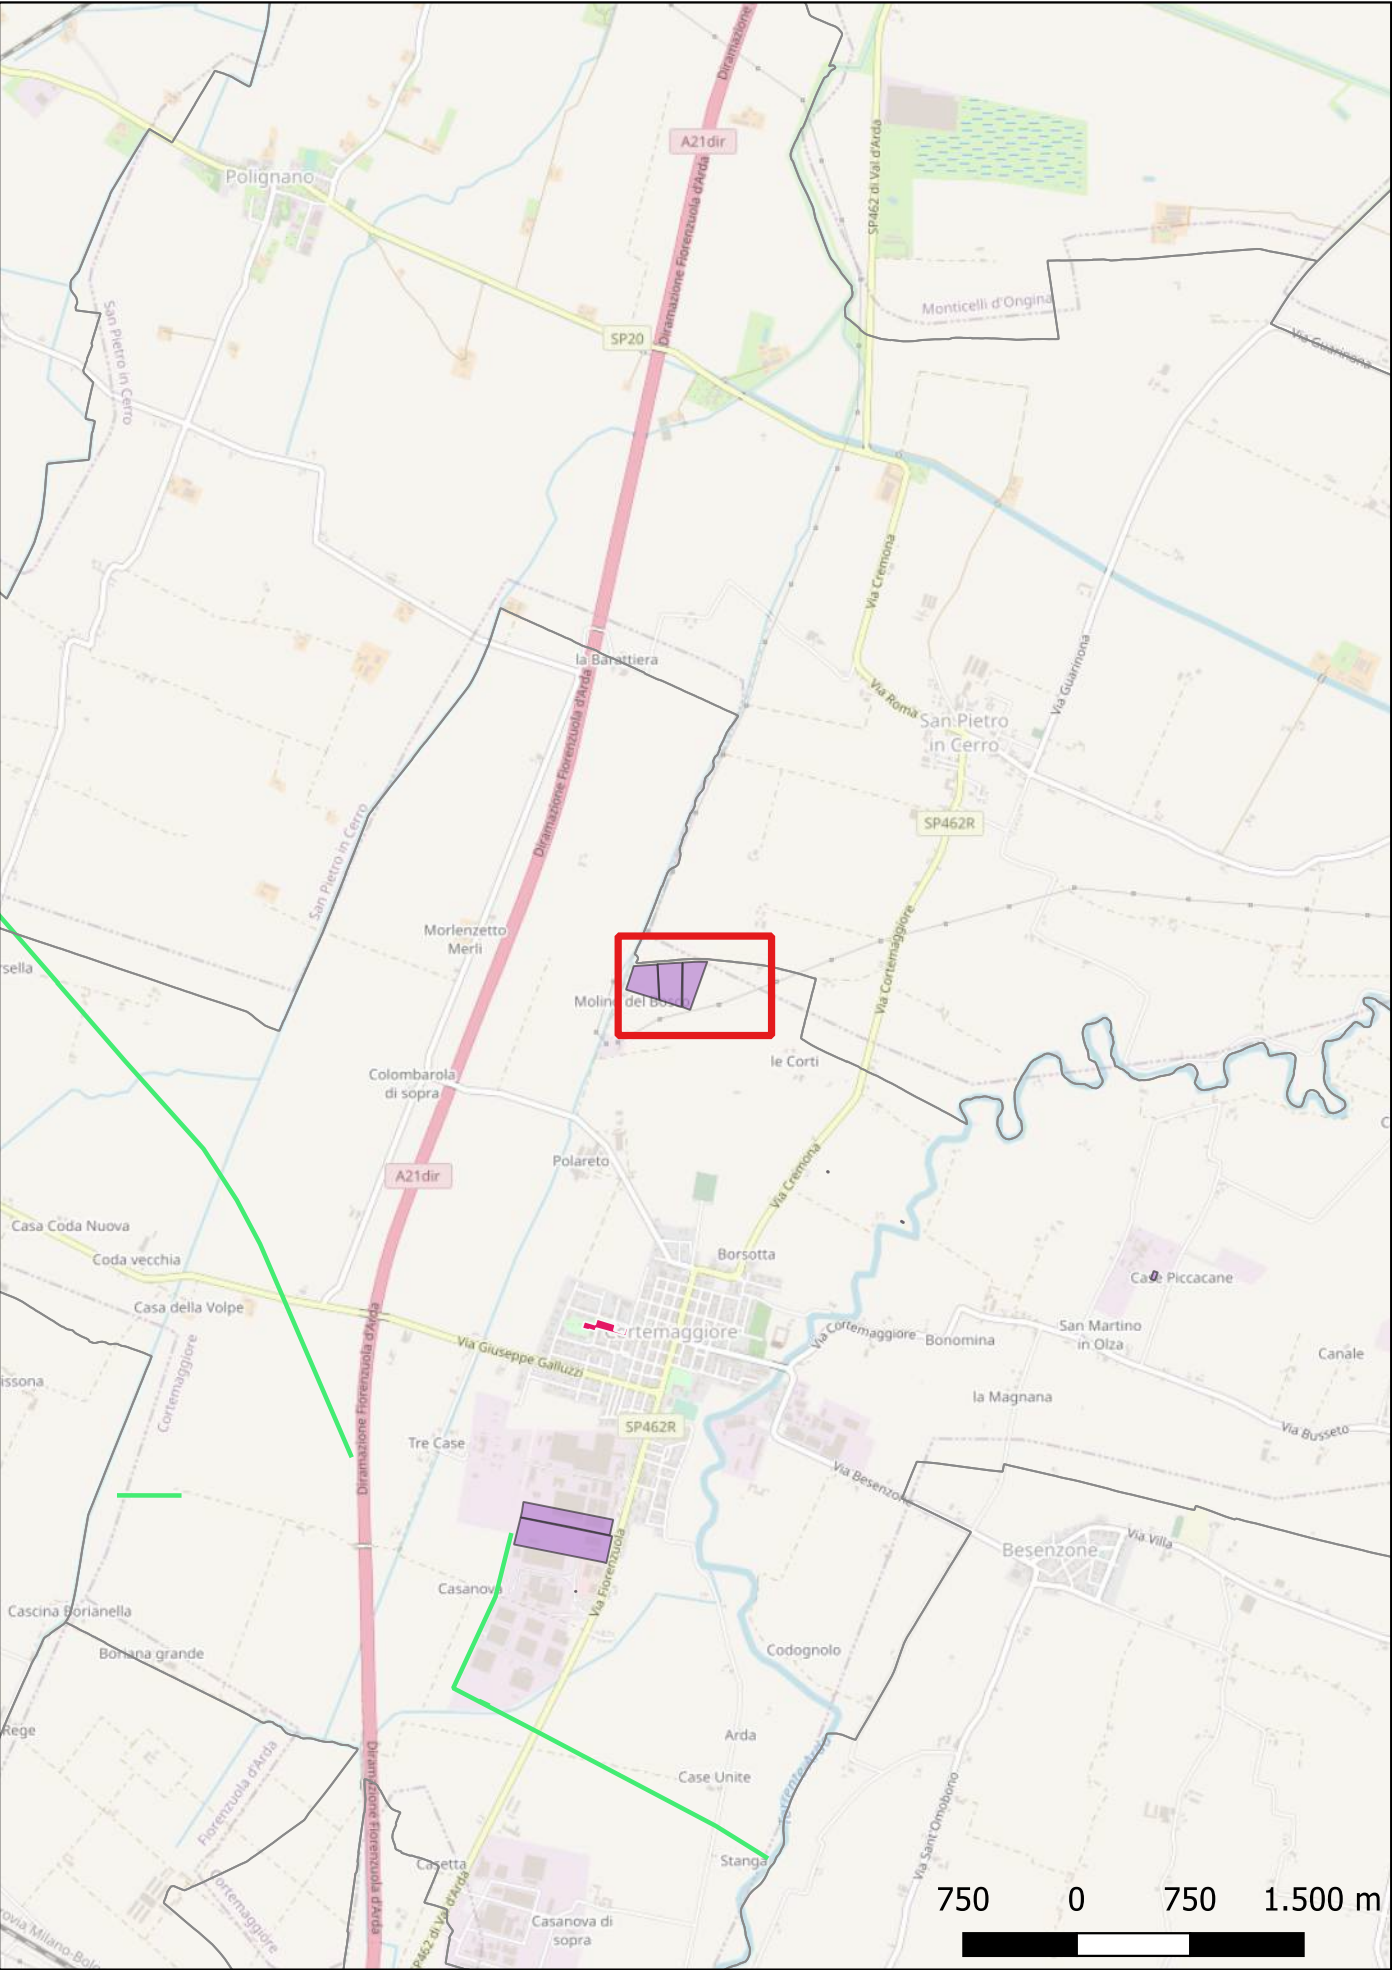 Diramazione
A21dir
SP462 di Val d'Arda
Polignano
Diramazione Fiorenzuola d'Arda
Monticelli d'Ongina
San Pietro in Cerro
SP20
Via Guarinona
Via Cremona
la Barattiera
Via Guarinona
Via Roma
San Pietro
in Cerro
Diramazione Fiorenzuola d'Arda
SP462R
San Pietro in Cerro
Morlenzetto
Merli
Via Cortemaggiore
rsella
Molino del Bosco
le Corti
Colombarola
di sopra
Polareto
A21dir
Via Cremona
Casa Coda Nuova
Coda vecchia
Borsotta
Case Piccacane
Casa della Volpe
Cortemaggiore
Via Cortemaggiore
Bonomina
San Martino
in Olza
Via Giuseppe Galluzzi
Canale
issona
Cortemaggiore
Diramazione Fiorenzuola d'Arda
la Magnana
SP462R
Via Busseto
Tre Case
Via Besenzone
Via Villa
Besenzone
Via Fiorenzuola
Casanova
Cascina Borianella
Boriana grande
Codognolo
Rege
Arda
Torrente Arda
Case Unite
Fiorenzuola d'Arda
Diramazione Fiorenzuola d'Arda
Via Sant'Omobono
Casetta
Stanga
Cortemaggiore
SP462 di Val d'Arda
Casanova di
sopra
rovia Milano-Bolo
750 0 750 1.500 m